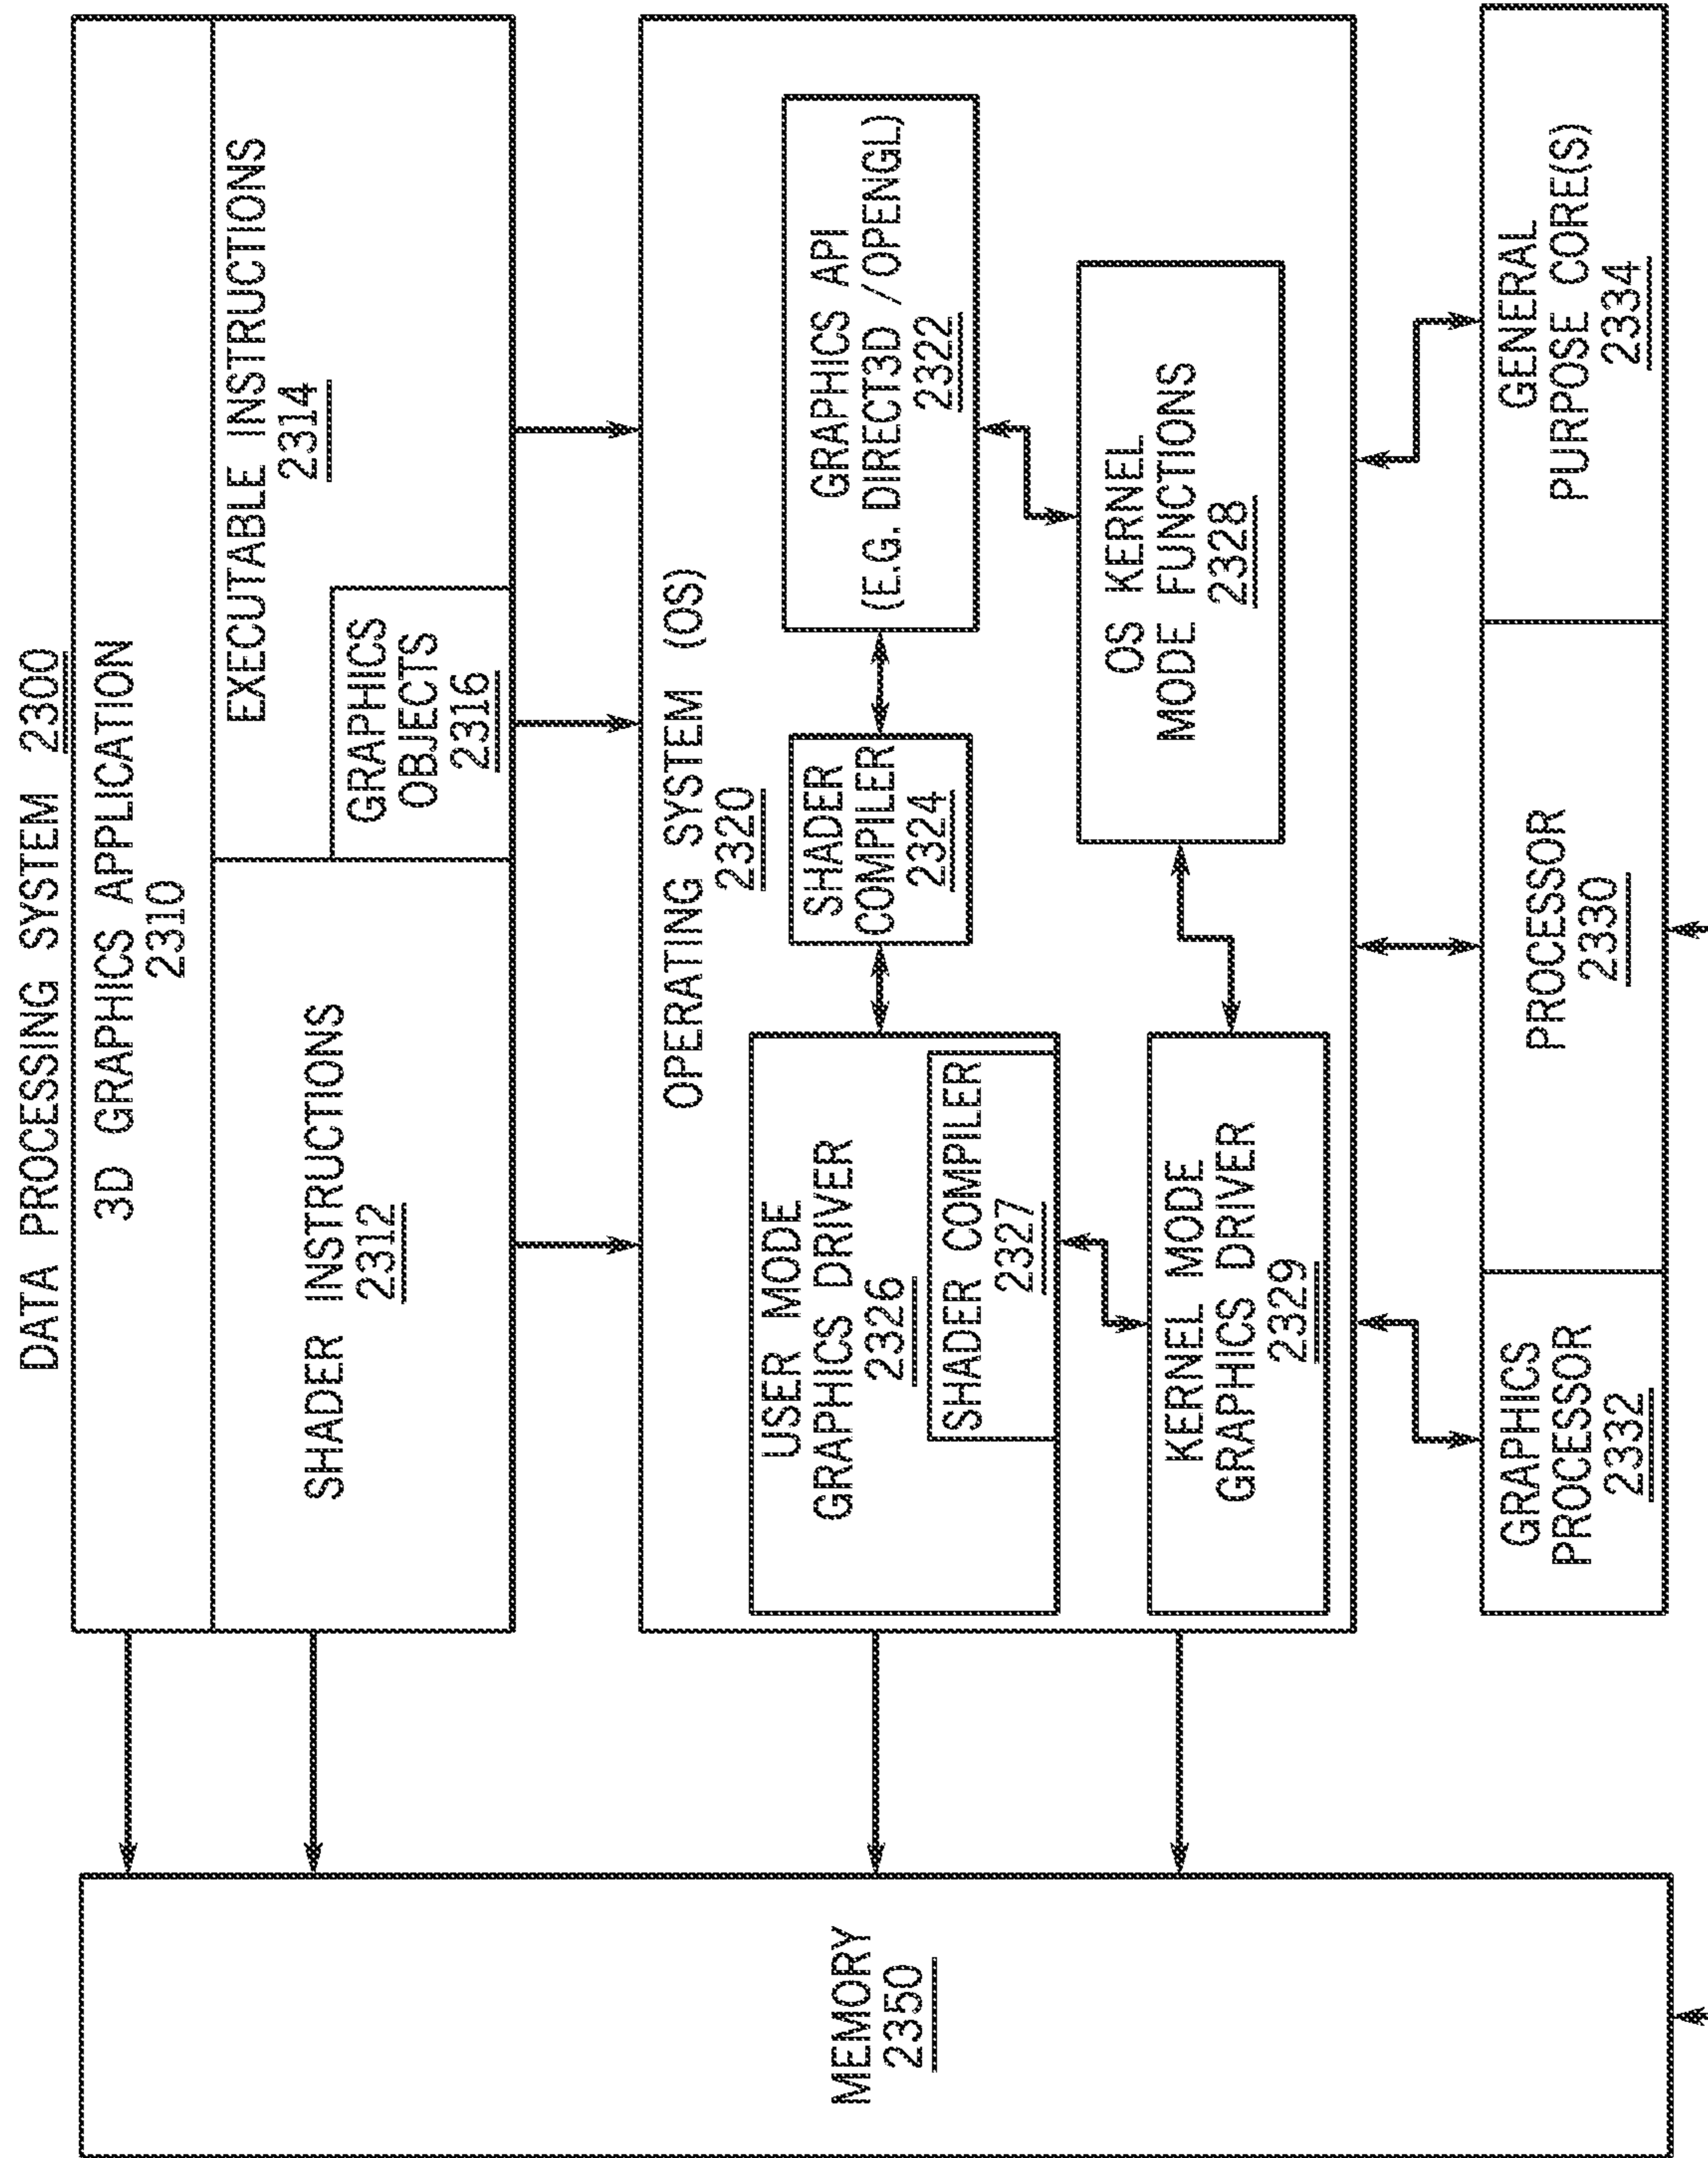 DATA PROCESSING SYSTEM 2300
3D GRAPHICS APPLICATION
2310
SHADER INSTRUCTIONS
2312
EXECUTABLE INSTRUCTIONS
2314
GRAPHICS
OBJECTS
2316
OPERATING SYSTEM (OS)
2320
USER MODE
GRAPHICS DRIVER
2326
SHADER COMPILER
2327
SHADER
COMPILER
2324
GRAPHICS API
(E.G. DIRECT3D / OPENGL)
2322
KERNEL MODE
GRAPHICS DRIVER
2329
OS KERNEL
MODE FUNCTIONS
2328
GRAPHICS
PROCESSOR
2332
PROCESSOR
2330
GENERAL
PURPOSE CORE(S)
2334
MEMORY
2350